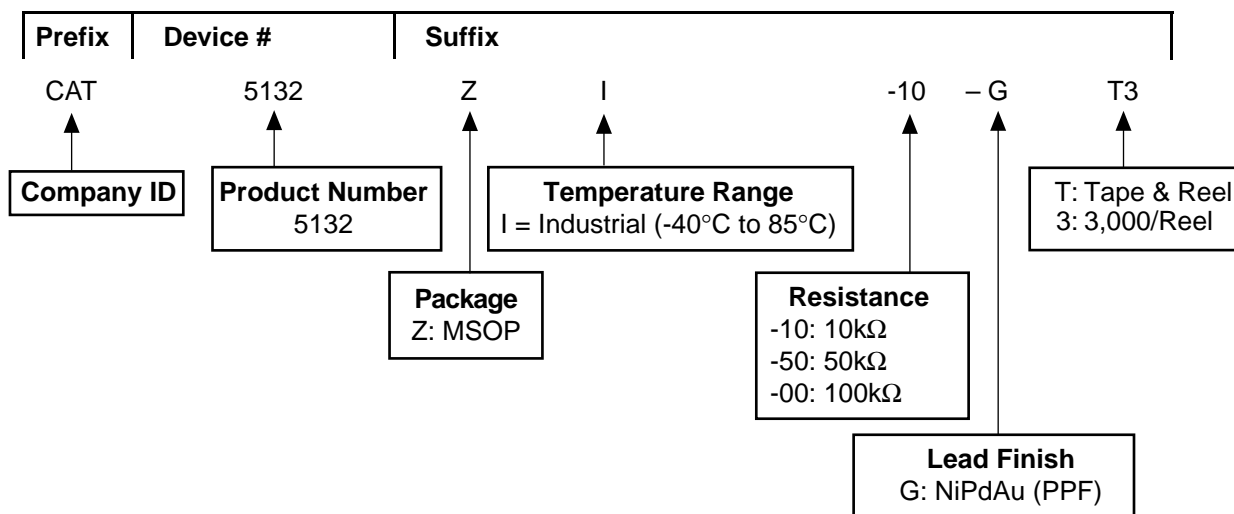 Prefix Device # Suffix
CAT 5132 Z I -10 – G T3
Company ID
Product Number
5132
Temperature Range
I = Industrial (-40°C to 85°C)
T: Tape & Reel
3: 3,000/Reel
Package
Z: MSOP
Resistance
-10: 10kΩ
-50: 50kΩ
-00: 100kΩ
Lead Finish
G: NiPdAu (PPF)